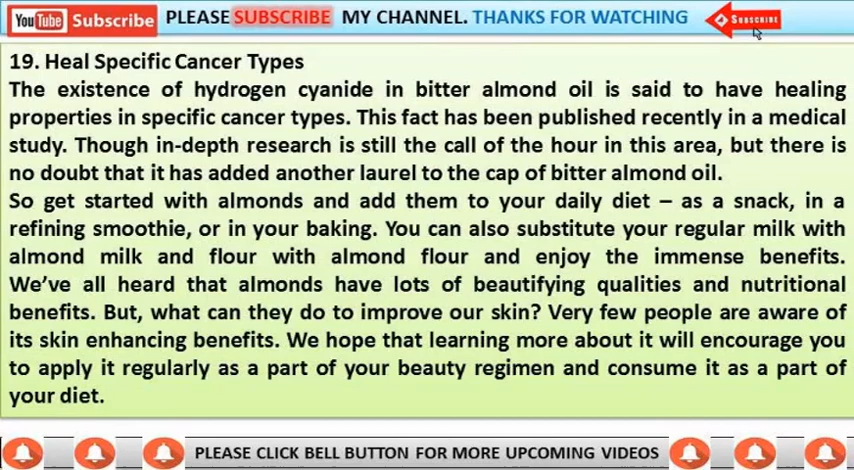 YouTube Subscribe PLEASE SUBSCRIBE MY CHANNEL. THANKS FOR WATCHING SUBSCRIBE
19. Heal Specific Cancer Types
The existence of hydrogen cyanide in bitter almond oil is said to have healing
properties in specific cancer types. This fact has been published recently in a medical
study. Though in-depth research is still the call of the hour in this area, but there is
no doubt that it has added another laurel to the cap of bitter almond oil.
So get started with almonds and add them to your daily diet – as a snack, in a
refining smoothie, or in your baking. You can also substitute your regular milk with
almond milk and flour with almond flour and enjoy the immense benefits.
We've all heard that almonds have lots of beautifying qualities and nutritional
benefits. But, what can they do to improve our skin? Very few people are aware of
its skin enhancing benefits. We hope that learning more about it will encourage you
to apply it regularly as a part of your beauty regimen and consume it as a part of
your diet.
PLEASE CLICK BELL BUTTON FOR MORE UPCOMING VIDEOS